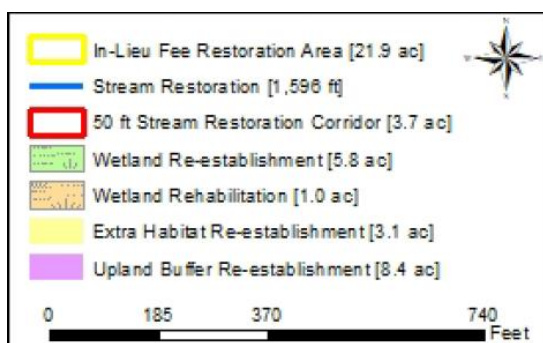 N
In-Lieu Fee Restoration Area [21.9 ac]
Stream Restoration [1,596 ft]
W E
50 ft Stream Restoration Corridor [3.7 ac]
S
Wetland Re-establishment [5.8 ac]
Wetland Rehabilitation [1.0 ac]
Extra Habitat Re-establishment [3.1 ac]
Upland Buffer Re-establishment [8.4 ac]
0 185 370 740
Feet